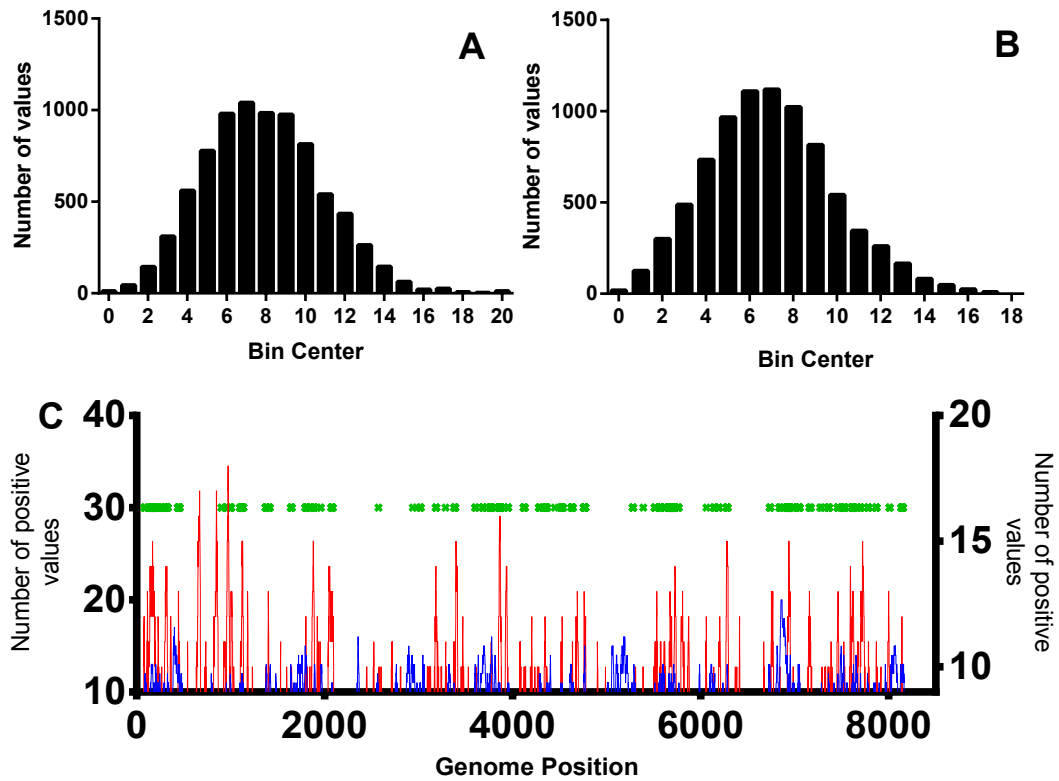 1500
1000
500
0
Number of values
A
0 2 4 6 8 10 12 14 16 18 20
Bin Center
1500
1000
500
0
Number of values
B
0 2 4 6 8 10 12 14 16 18
Bin Center
C
40
30
20
10
Number of positive
values
20
15
10
Number of positive
values
0 2000 4000 6000 8000
Genome Position